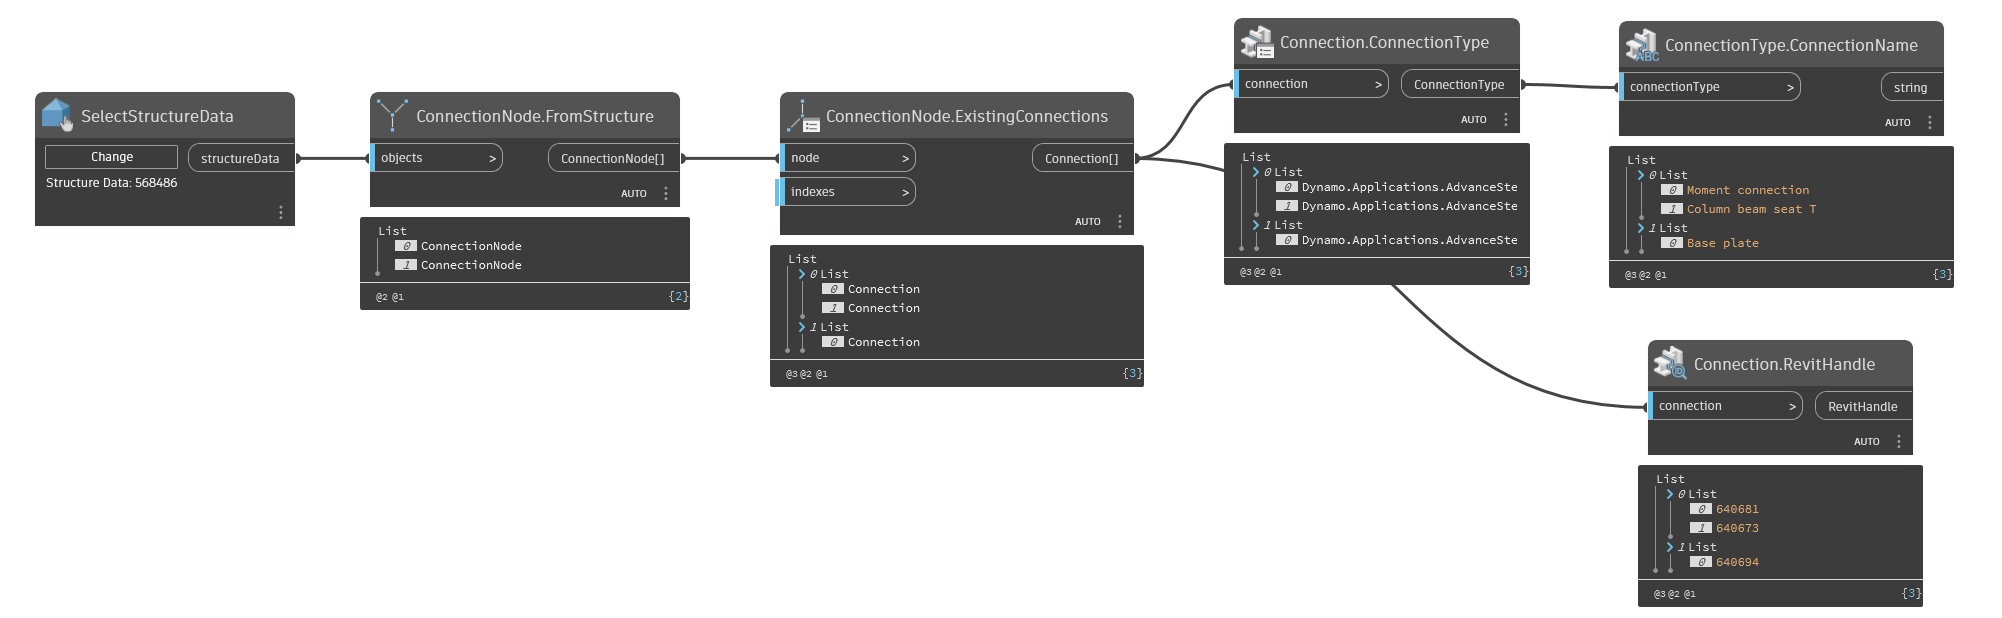 SelectStructureData
Change
structureData
Structure Data: 568486
ConnectionNode.FromStructure
objects >
ConnectionNode[]
AUTO
List
0 ConnectionNode
1 ConnectionNode
@2 @1 {2}
ConnectionNode.ExistingConnections
node >
Connection[]
indexes >
AUTO
List
0 List
0 Connection
1 Connection
1 List
0 Connection
@3 @2 @1 {3}
Connection.ConnectionType
connection >
ConnectionType
AUTO
List
0 List
0 Dynamo.Applications.AdvanceSte
1 Dynamo.Applications.AdvanceSte
1 List
0 Dynamo.Applications.AdvanceSte
@3 @2 @1 {3}
ABC
ConnectionType.ConnectionName
connectionType >
string
AUTO
List
0 List
0 Moment connection
1 Column beam seat T
1 List
0 Base plate
@3 @2 @1 {3}
ID
Connection.RevitHandle
connection >
RevitHandle
AUTO
List
0 List
0 640681
1 640673
1 List
0 640694
@3 @2 @1 {3}